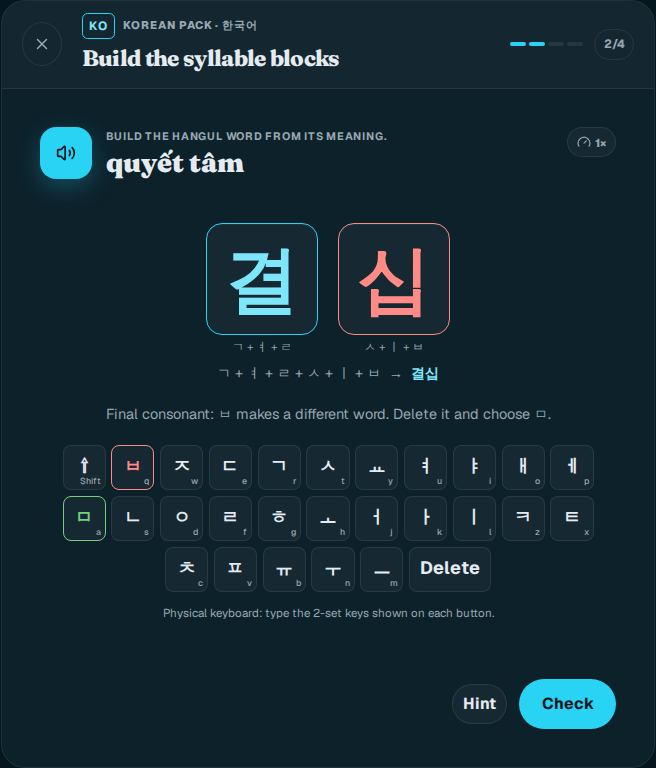 KO KOREAN PACK · 한국어
Build the syllable blocks
2/4
BUILD THE HANGUL WORD FROM ITS MEANING.
quyết tâm
1×
결 십
ㄱ + ㅕ + ㄹ ㅅ + ㅣ + ㅂ
ㄱ + ㅕ + ㄹ + ㅅ + ㅣ + ㅂ → 결십
Final consonant: ㅂ makes a different word. Delete it and choose ㅁ.
⇧ Shift ㅂ q ㅈ w ㄷ e ㄱ r ㅅ t ㅛ y ㅕ u ㅑ i ㅐ o ㅔ p
ㅁ a ㄴ s ㅇ d ㄹ f ㅎ g ㅗ h ㅓ j ㅏ k ㅣ l ㅋ z ㅌ x
ㅊ c ㅍ v ㅠ b ㅜ n ㅡ m Delete
Physical keyboard: type the 2-set keys shown on each button.
Hint Check